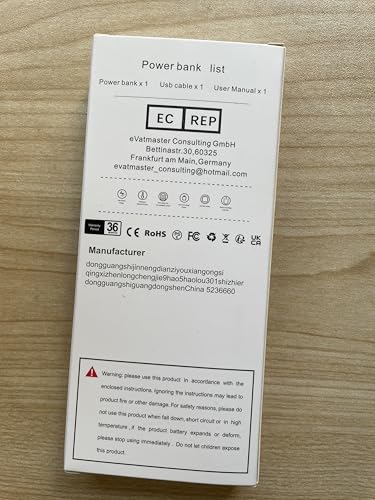 Power bank list
Power bank x 1 Usb cable x 1 User Manual x 1
EC REP
eVatmaster Consulting GmbH
Bettinastr.30,60325
Frankfurt am Main,Germany
evatmaster_consulting@hotmail.com
Warranty Period 36 CE RoHS FC UK CA
Manufacturer
dongguangshijinnengdianziyouxiangongsi
qingxizhenlongchengjie9hao5haolou301shizhier
dongguangshiguangdongshenChina 5236660
Warning: please use this product in accordance with the
enclosed instructions. Ignoring the instructions may lead to
product fire or other damage.For safety reasons, please do
not use this product when fall down,short circuit or in high
temperature, if the product battery expands or deform,
please stop using immediately . Do not let children expose
this product.